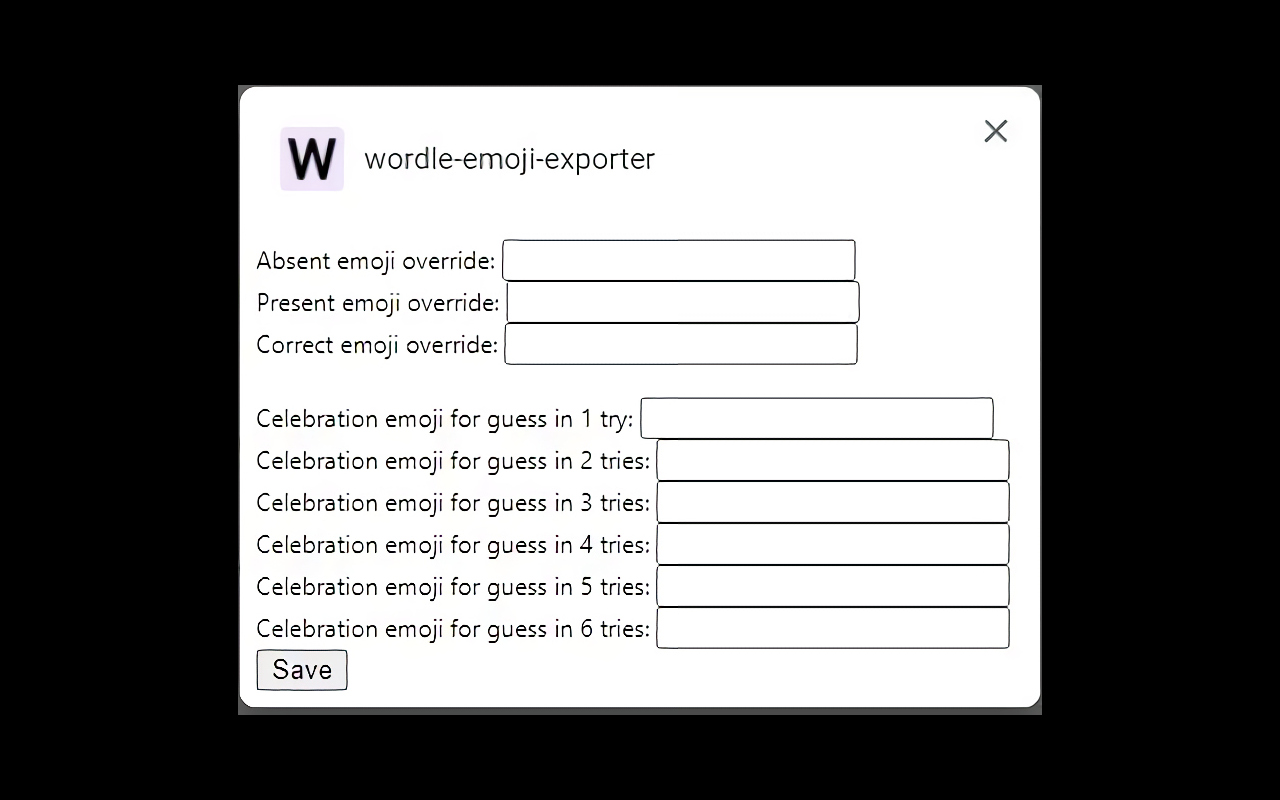 W wordle-emoji-exporter
Absent emoji override:
Present emoji override:
Correct emoji override:
Celebration emoji for guess in 1 try:
Celebration emoji for guess in 2 tries:
Celebration emoji for guess in 3 tries:
Celebration emoji for guess in 4 tries:
Celebration emoji for guess in 5 tries:
Celebration emoji for guess in 6 tries:
Save